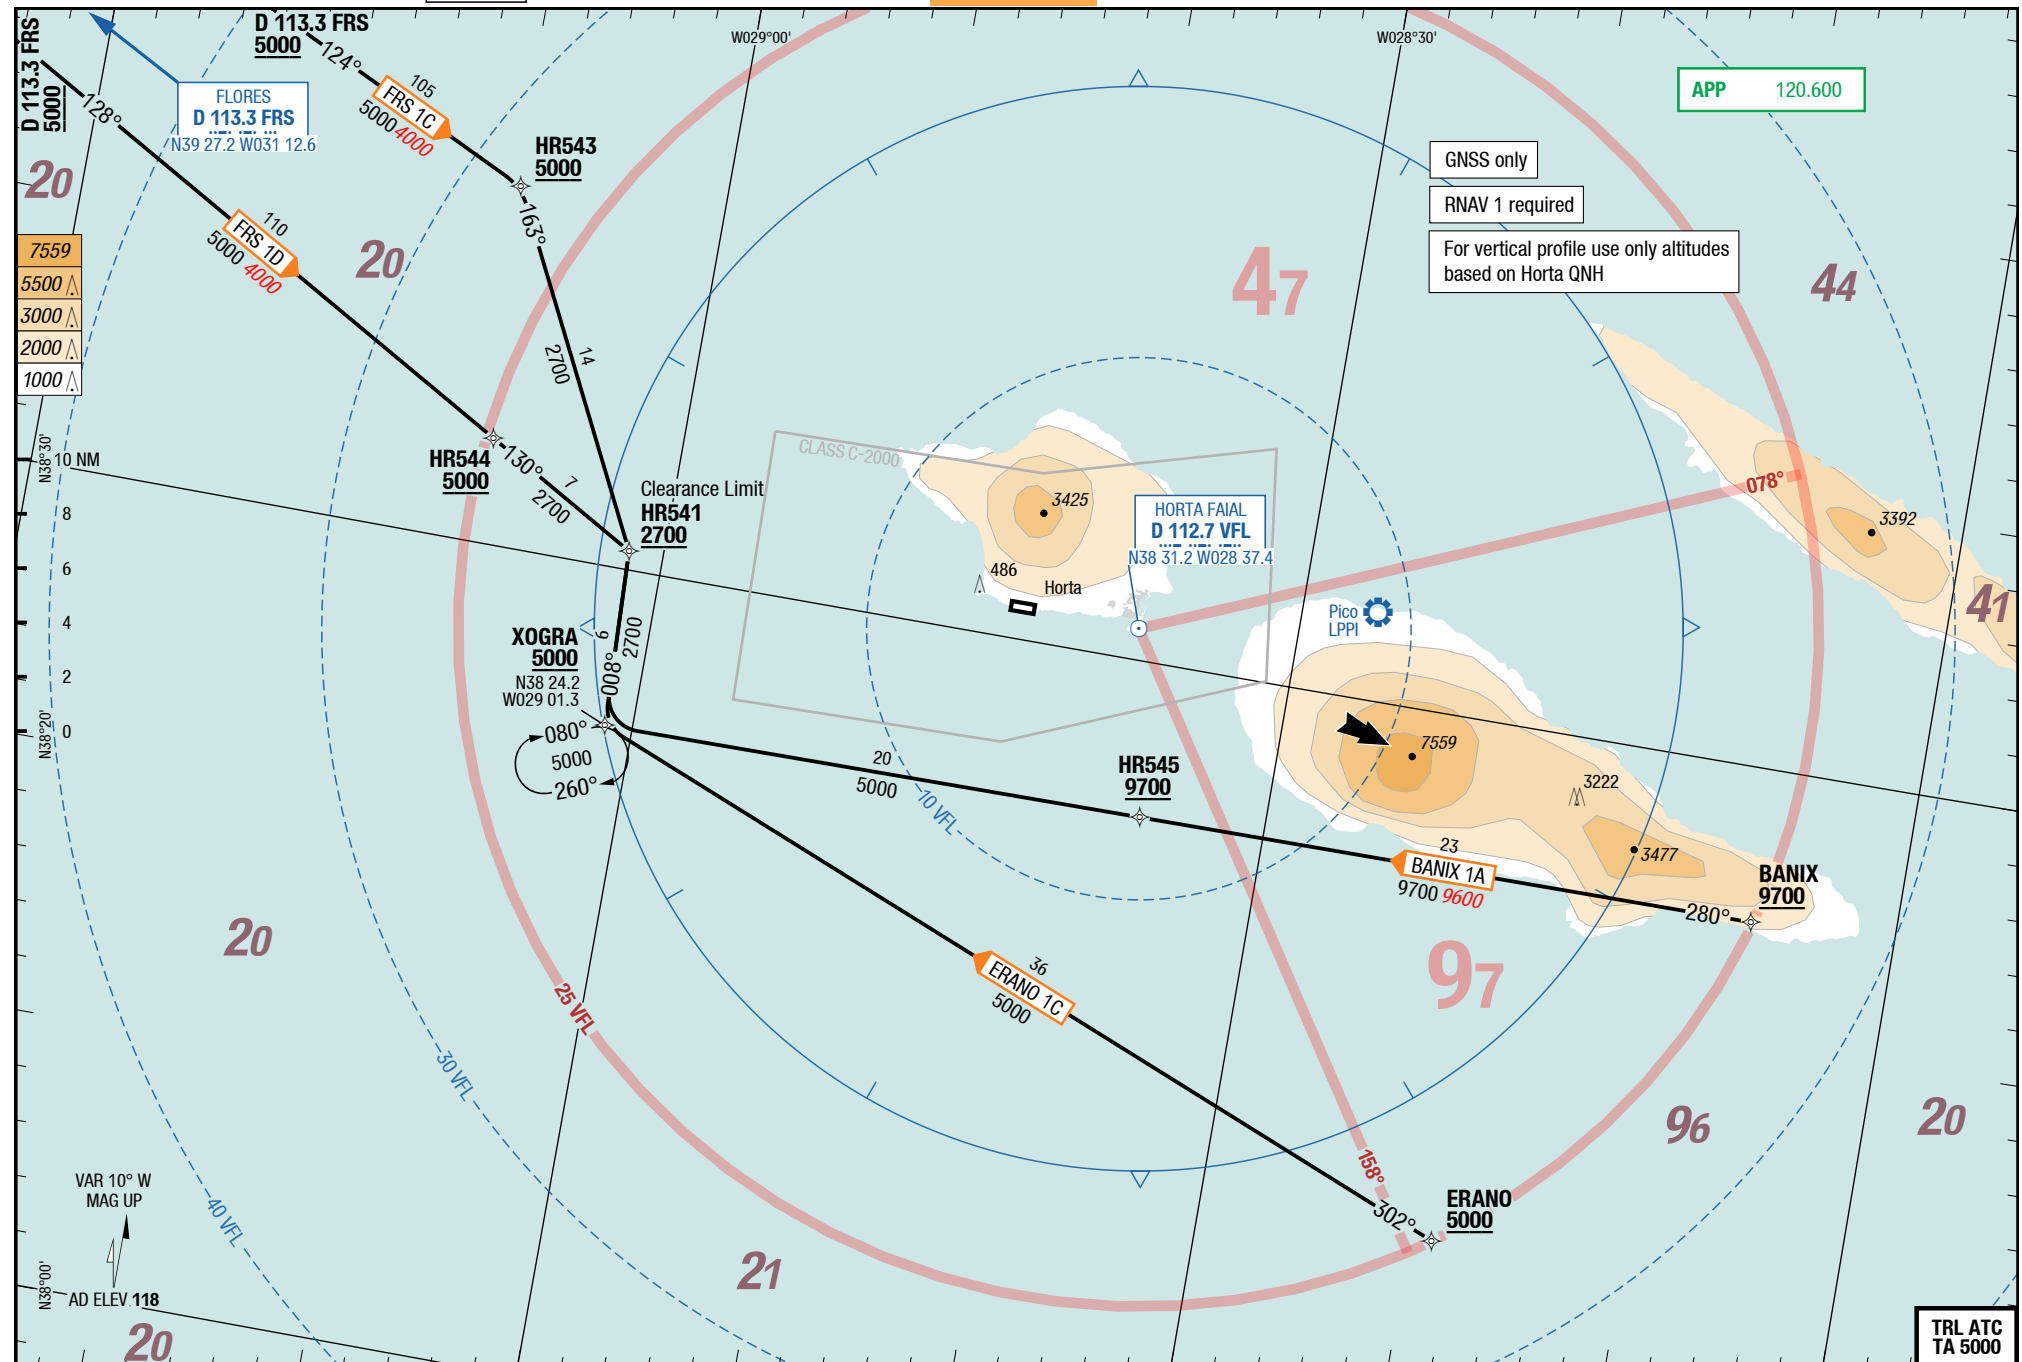 D 113.3 FRS
5000
D 113.3 FRS
5000
124°
128°
105
FRS 1C
5000 4000
FLORES
D 113.3 FRS
N39 27.2 W031 12.6
W029°00'
W028°30'
APP 120.600
GNSS only
RNAV 1 required
For vertical profile use only altitudes
based on Horta QNH
HR543
5000
163°
20
20
110
FRS 1D
5000 4000
7559
5500
3000
2000
1000
47
44
14
2700
N38°30'
10 NM
8
6
4
2
0
HR544
5000
130°
7
2700
Clearance Limit
HR541
2700
CLASS C-2000
3425
HORTA FAIAL
D 112.7 VFL
N38 31.2 W028 37.4
486
Horta
078°
3392
41
Pico
LPPI
XOGRA
5000
N38 24.2
W029 01.3
6
2700
008°
N38°20'
080°
5000
260°
20
5000
10 VFL
HR545
9700
7559
3222
3477
23
BANIX 1A
9700 9600
280°
BANIX
9700
20
97
36
ERANO 1C
5000
25 VFL
30 VFL
40 VFL
96
20
158°
302°
ERANO
5000
VAR 10° W
MAG UP
N38°00'
AD ELEV 118
21
20
TRL ATC
TA 5000